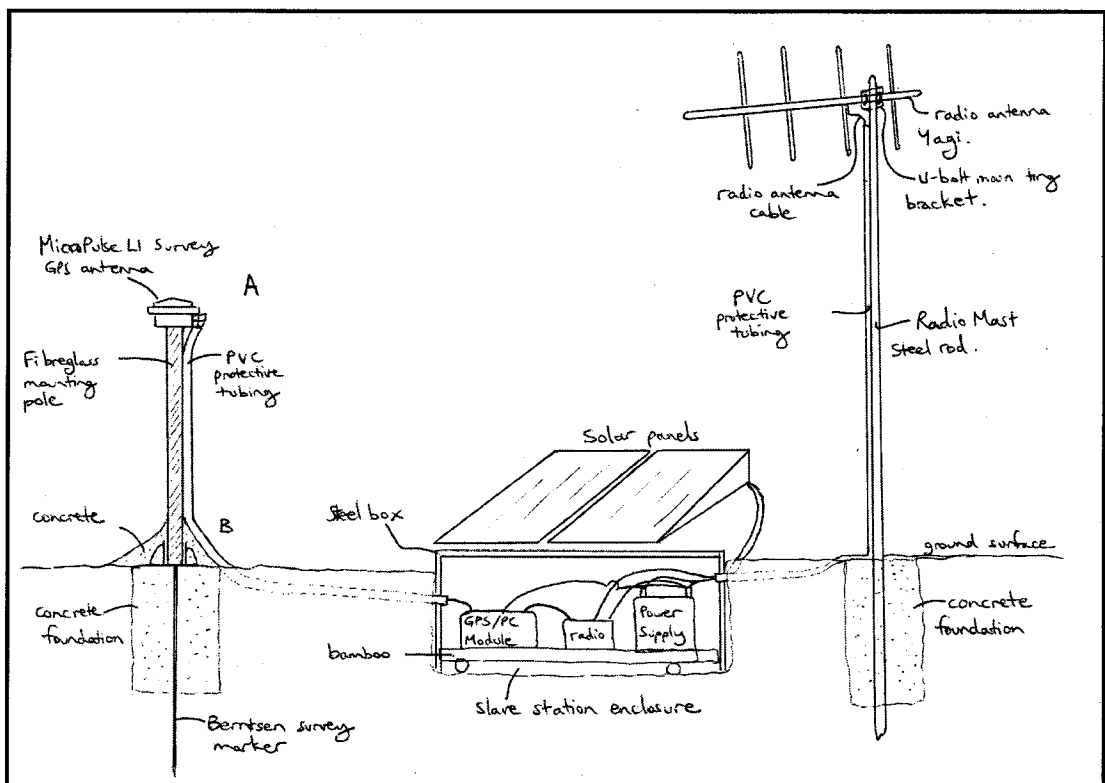 radio antenna
Yagi.
U-bolt mounting
bracket.
radio antenna
cable
MicroPulse L1 Survey
GPS antenna
A
PVC
protective
tubing
Radio Mast
Steel rod.
Fibreglass
mounting
pole
PVC
protective
tubing
Solar panels
Steel box
concrete
B
ground surface
concrete
foundation
GPS/PC
Module
radio
Power
Supply
concrete
foundation
bamboo
Slave station enclosure
Berntsen survey
marker